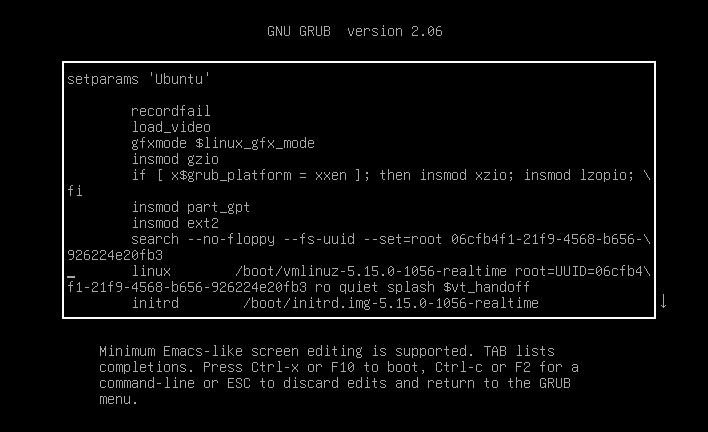 GNU GRUB  version 2.06
setparams 'Ubuntu'
        recordfail
        load_video
        gfxmode $linux_gfx_mode
        insmod gzio
        if [ x$grub_platform = xxen ]; then insmod xzio; insmod lzopio; \
fi
        insmod part_gpt
        insmod ext2
        search --no-floppy --fs-uuid --set=root 06cfb4f1-21f9-4568-b656-\
926224e20fb3
        linux        /boot/vmlinuz-5.15.0-1056-realtime root=UUID=06cfb4\
f1-21f9-4568-b656-926224e20fb3 ro quiet splash $vt_handoff
        initrd        /boot/initrd.img-5.15.0-1056-realtime
Minimum Emacs-like screen editing is supported. TAB lists
completions. Press Ctrl-x or F10 to boot, Ctrl-c or F2 for a
command-line or ESC to discard edits and return to the GRUB
menu.